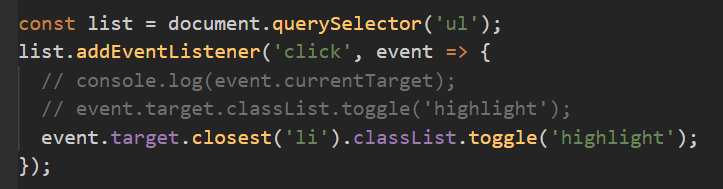 const list = document.querySelector('ul');
list.addEventListener('click', event => {
  // console.log(event.currentTarget);
  // event.target.classList.toggle('highlight');
  event.target.closest('li').classList.toggle('highlight');
});